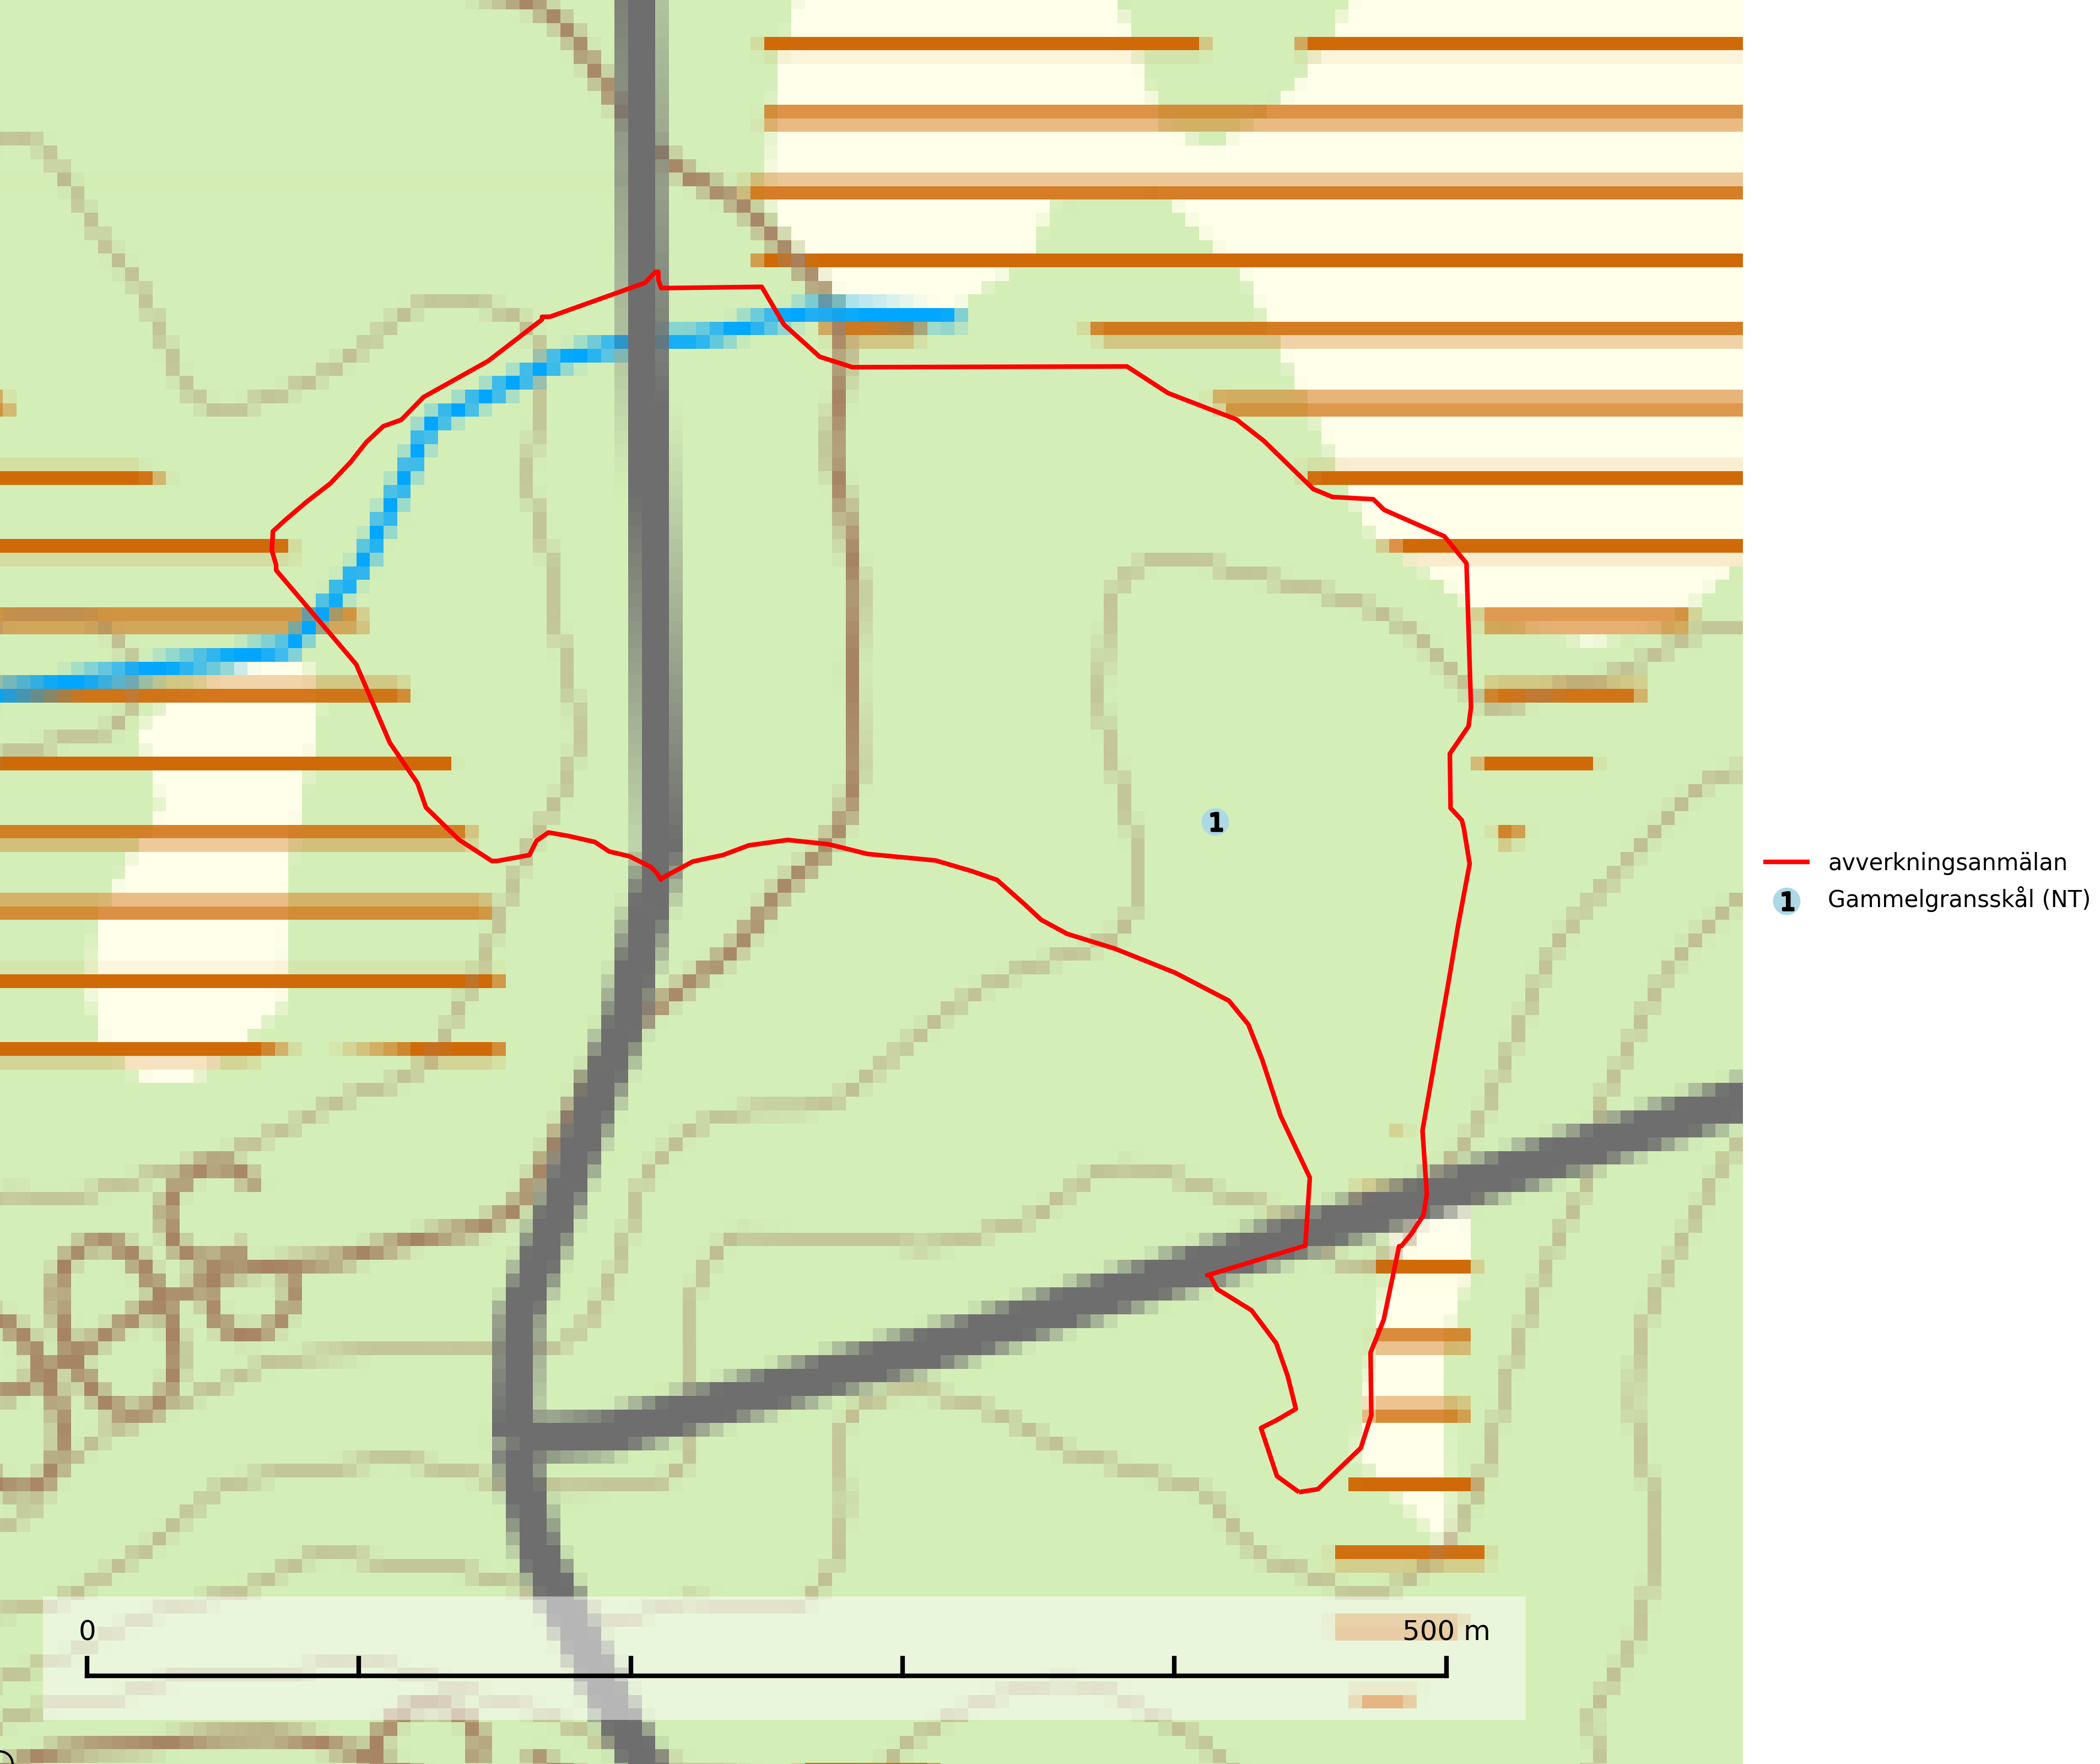 1
avverkningsanmälan
1 Gammelgransskål (NT)
0 500 m